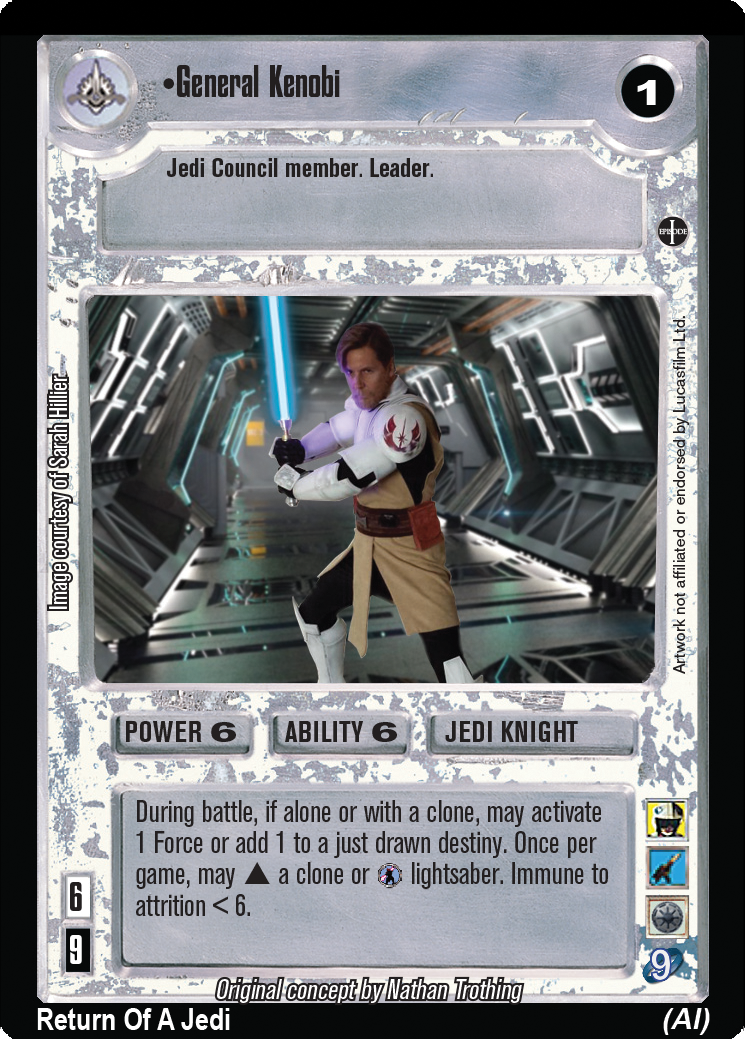 •General Kenobi
1
Jedi Council member. Leader.
EPISODE
I
Image courtesy of Sarah Hillier
Artwork not affiliated or endorsed by Lucasfilm Ltd.
POWER 6
ABILITY 6
JEDI KNIGHT
During battle, if alone or with a clone, may activate
1 Force or add 1 to a just drawn destiny. Once per
game, may ▲ a clone or lightsaber. Immune to
attrition < 6.
6
9
9
Original concept by Nathan Trothing
Return Of A Jedi
(AI)